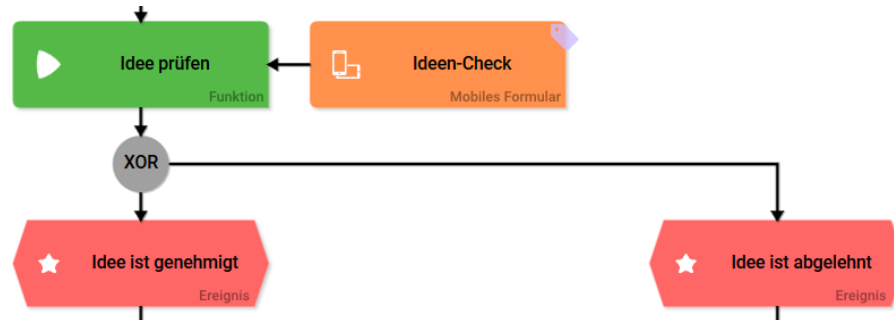 Idee prüfen
Funktion
Ideen-Check
Mobiles Formular
XOR
Idee ist genehmigt
Ereignis
Idee ist abgelehnt
Ereignis